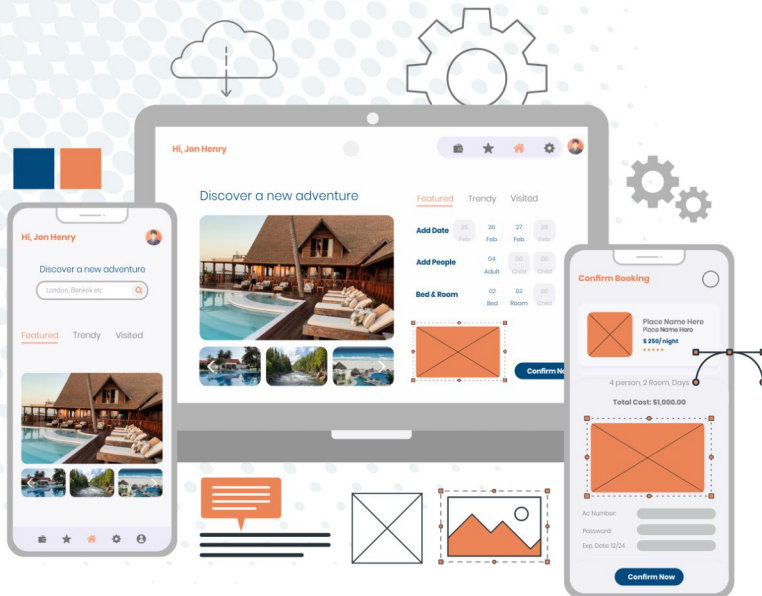 Hi, Jon Henry
Discover a new adventure
Featured Trendy Visited
Add Date 26 Feb 27 Feb
Add People 04 Adult Child Child
Bed & Room 02 Bed 02 Room Child
Hi, Jon Henry
Discover a new adventure
London, Bankok etc
Featured Trendy Visited
Confirm Booking
Place Name Here
Place Name Here
$ 250/ night
4 person, 2 Room, Days
Total Cost: $1,000.00
Ac Number:
Password:
Exp. Date: 12/24
Confirm Now